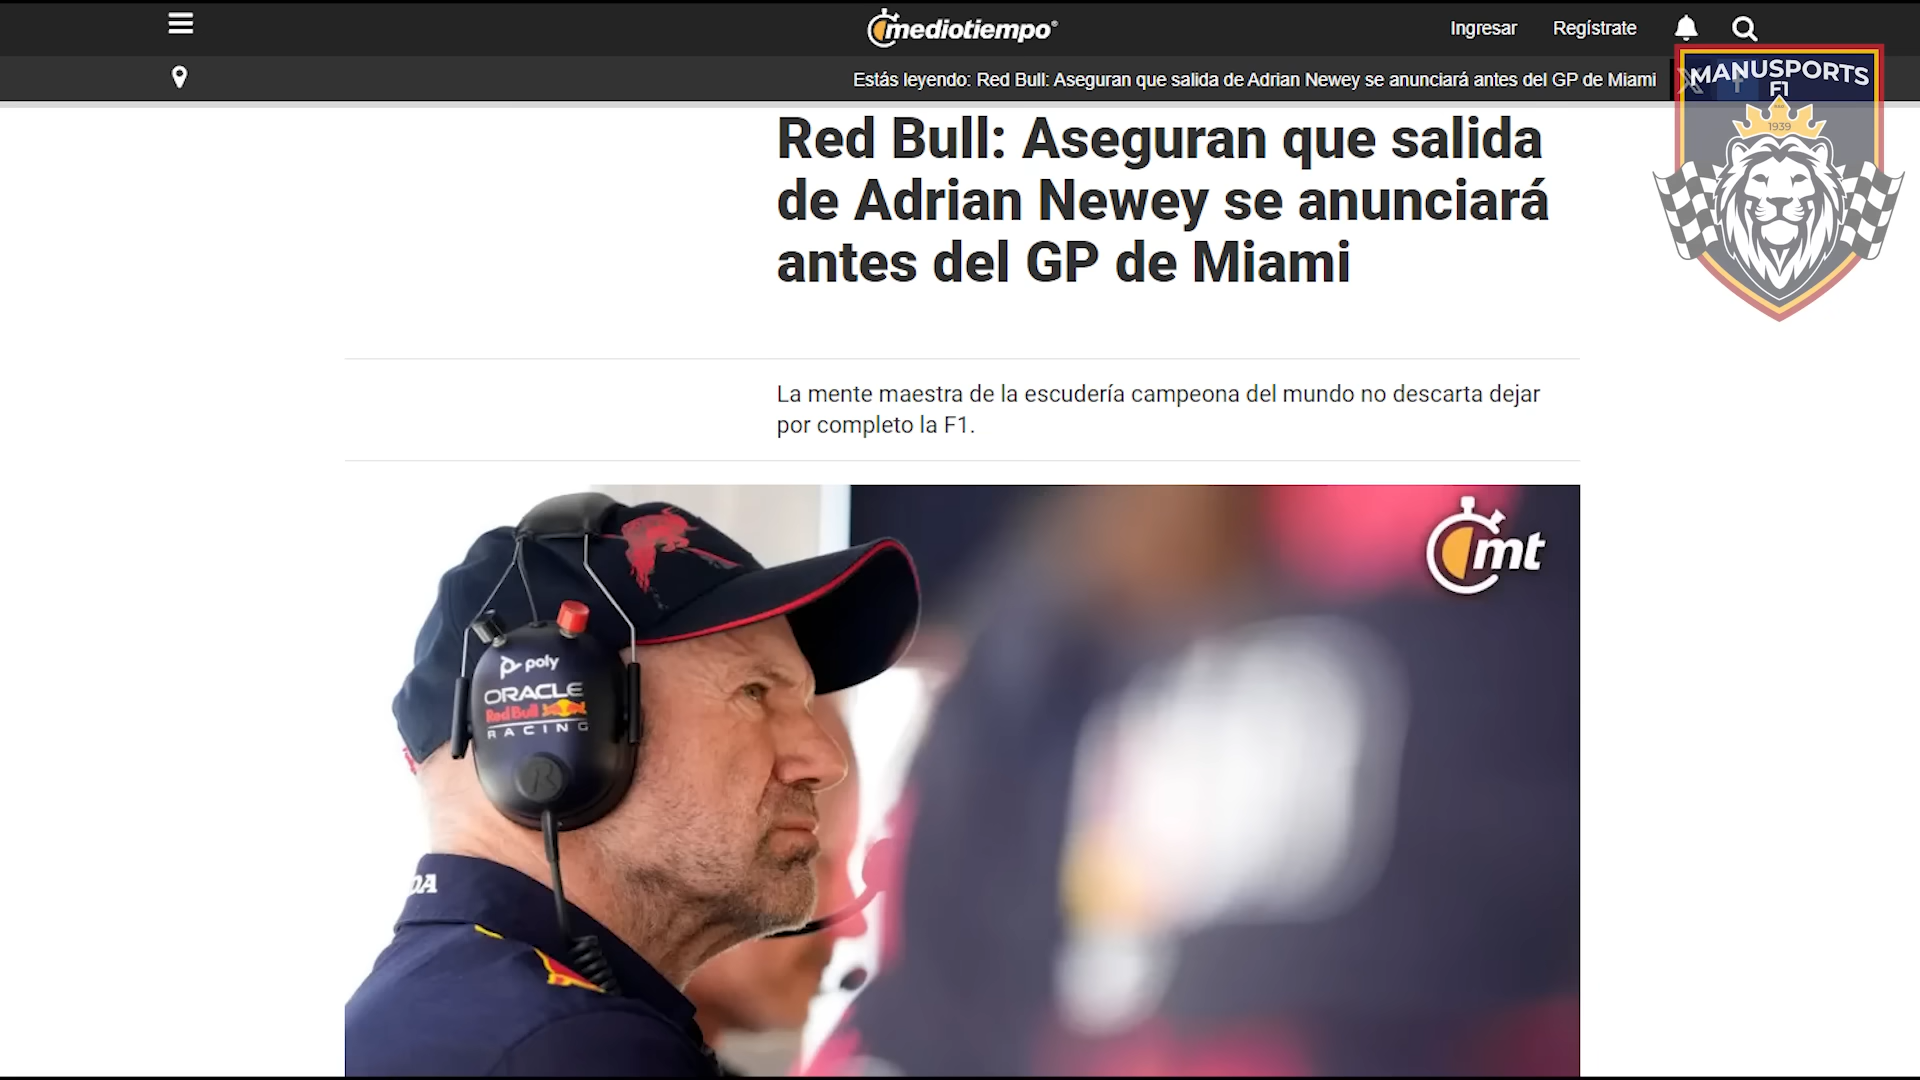 mediotiempo
Ingresar
Regístrate
Estás leyendo: Red Bull: Aseguran que salida de Adrian Newey se anunciará antes del GP de Miami
MANUSPORTS
F1
1939
Red Bull: Aseguran que salida
de Adrian Newey se anunciará
antes del GP de Miami
La mente maestra de la escudería campeona del mundo no descarta dejar
por completo la F1.
mt
poly
ORACLE
Red Bull
RACING
DA